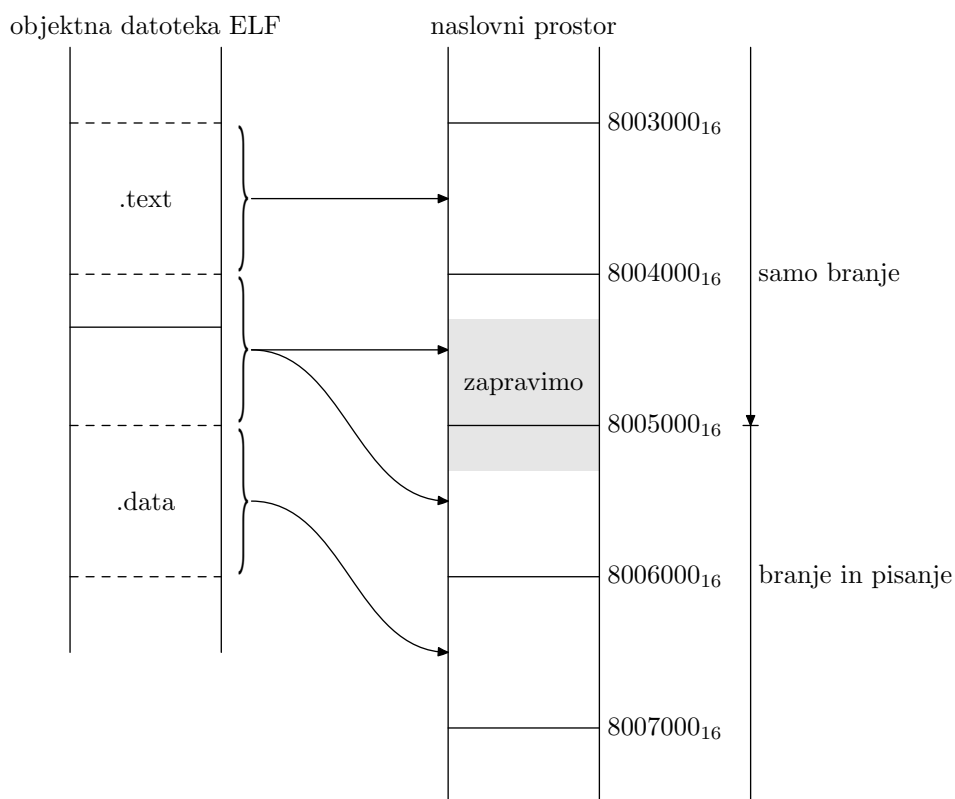 objektna datoteka ELF
naslovni prostor
8003000₁₆
.text
8004000₁₆
samo branje
zapravimo
8005000₁₆
.data
8006000₁₆
branje in pisanje
8007000₁₆